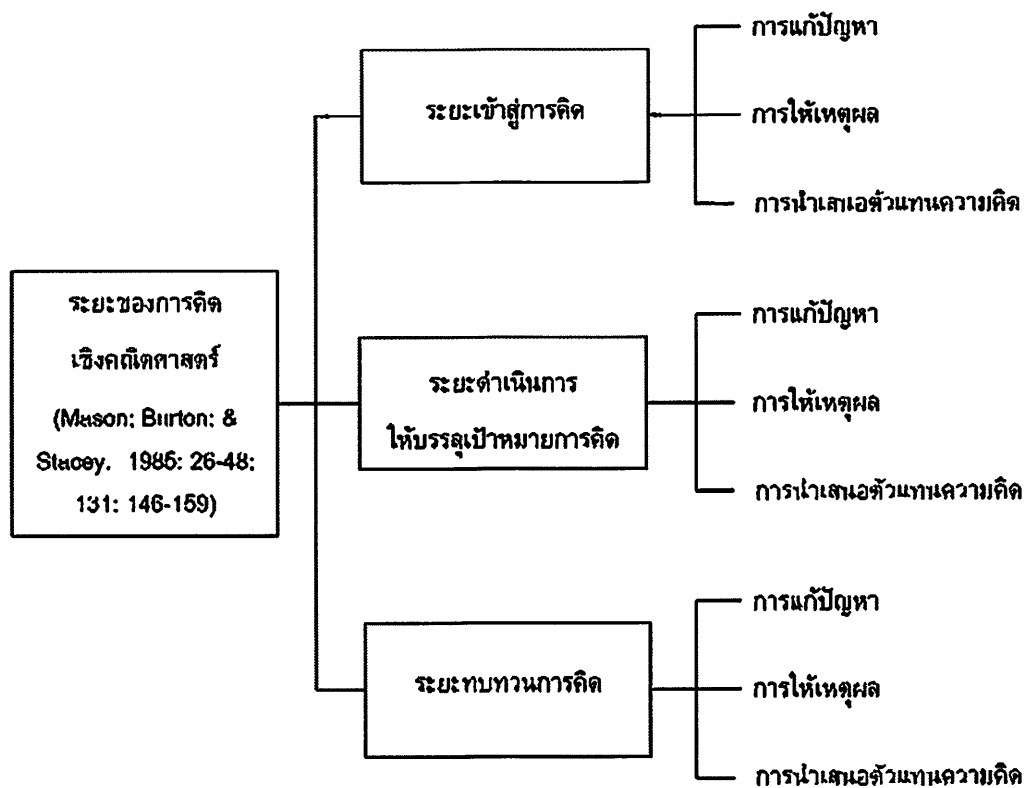 การแก้ปัญหา
ระยะเข้าสู่การคิด
การให้เหตุผล
การนำเสนอตัวแทนความคิด
ระยะของการคิด
เชิงคณิตศาสตร์
(Mason; Burton; &
Stacey. 1985: 26-48;
131; 146-159)
การแก้ปัญหา
ระยะดำเนินการ
ให้บรรลุเป้าหมายการคิด
การให้เหตุผล
การนำเสนอตัวแทนความคิด
การแก้ปัญหา
ระยะทบทวนการคิด
การให้เหตุผล
การนำเสนอตัวแทนความคิด